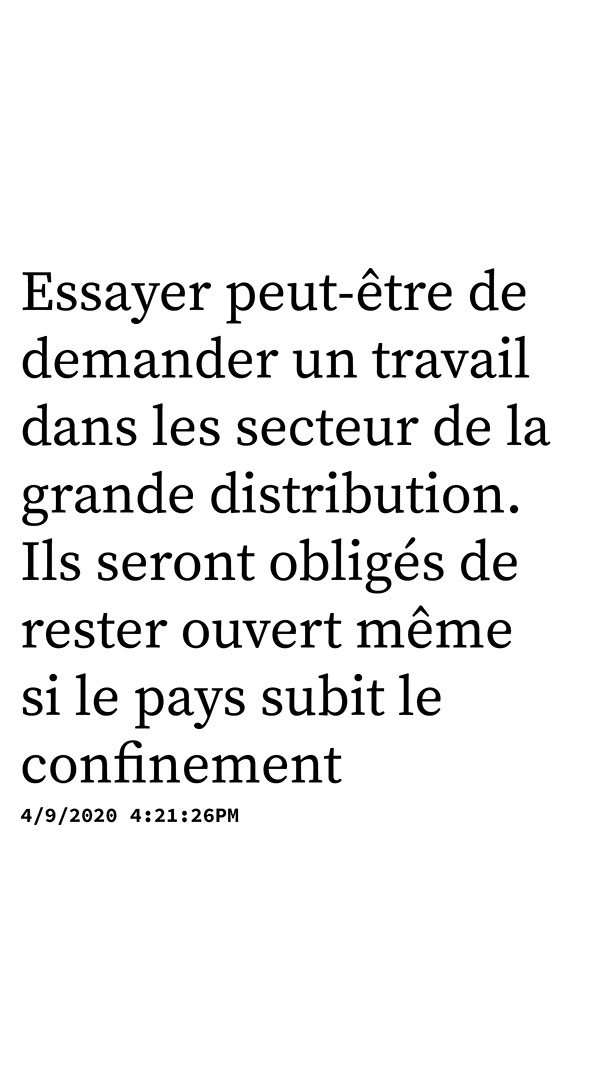 Essayer peut-être de
demander un travail
dans les secteur de la
grande distribution.
Ils seront obligés de
rester ouvert même
si le pays subit le
confinement
4/9/2020 4:21:26PM